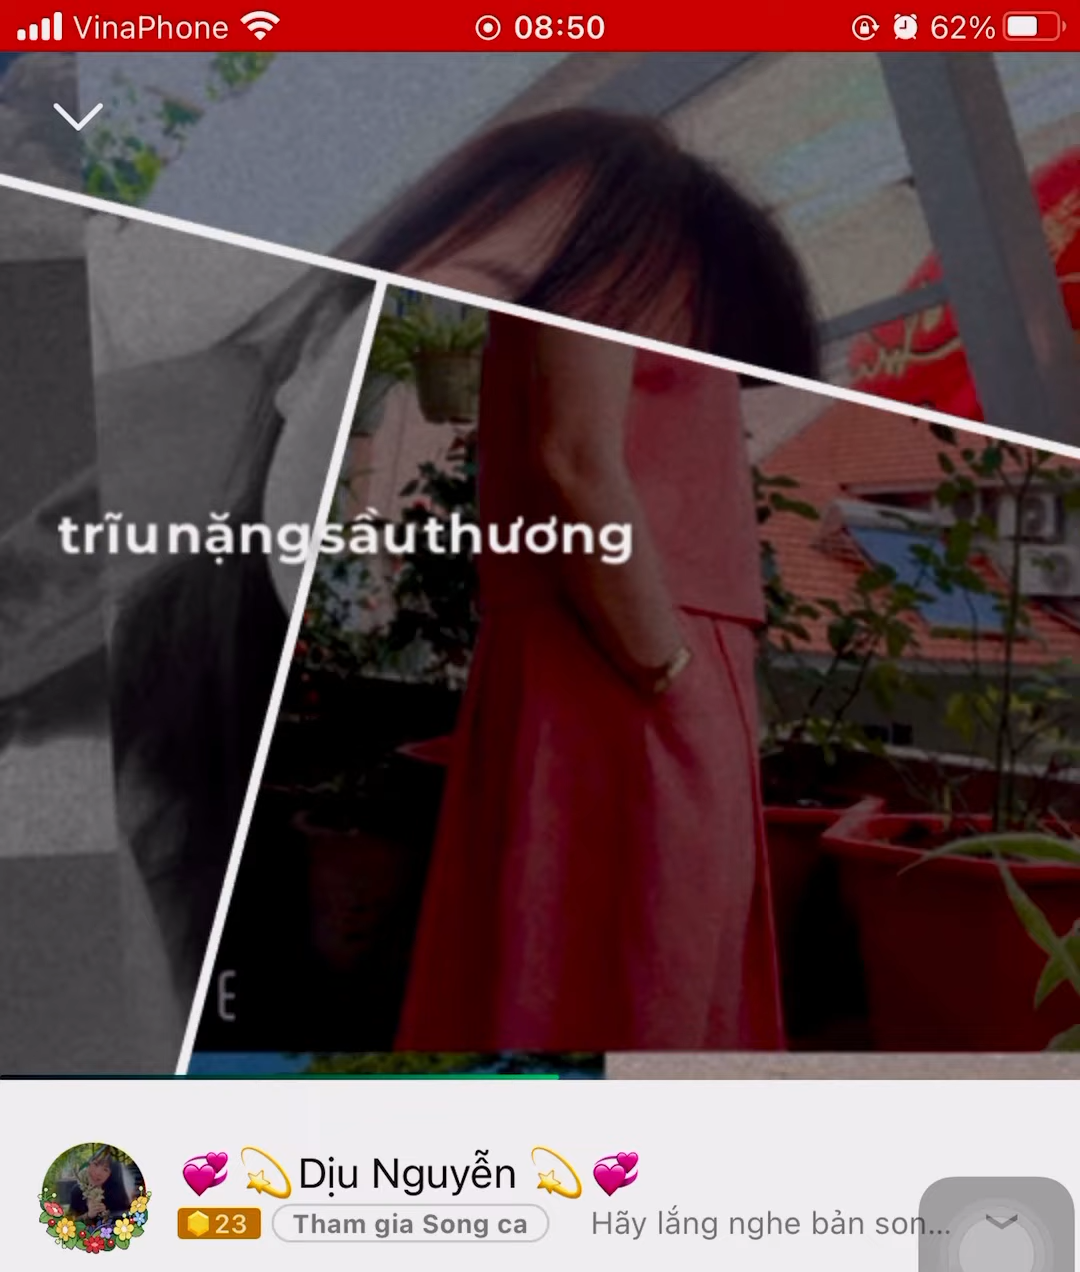 VinaPhone 08:50 62%
trĩu nặng sầu thương
E
Dịu Nguyễn
23 Tham gia Song ca Hãy lắng nghe bản son...